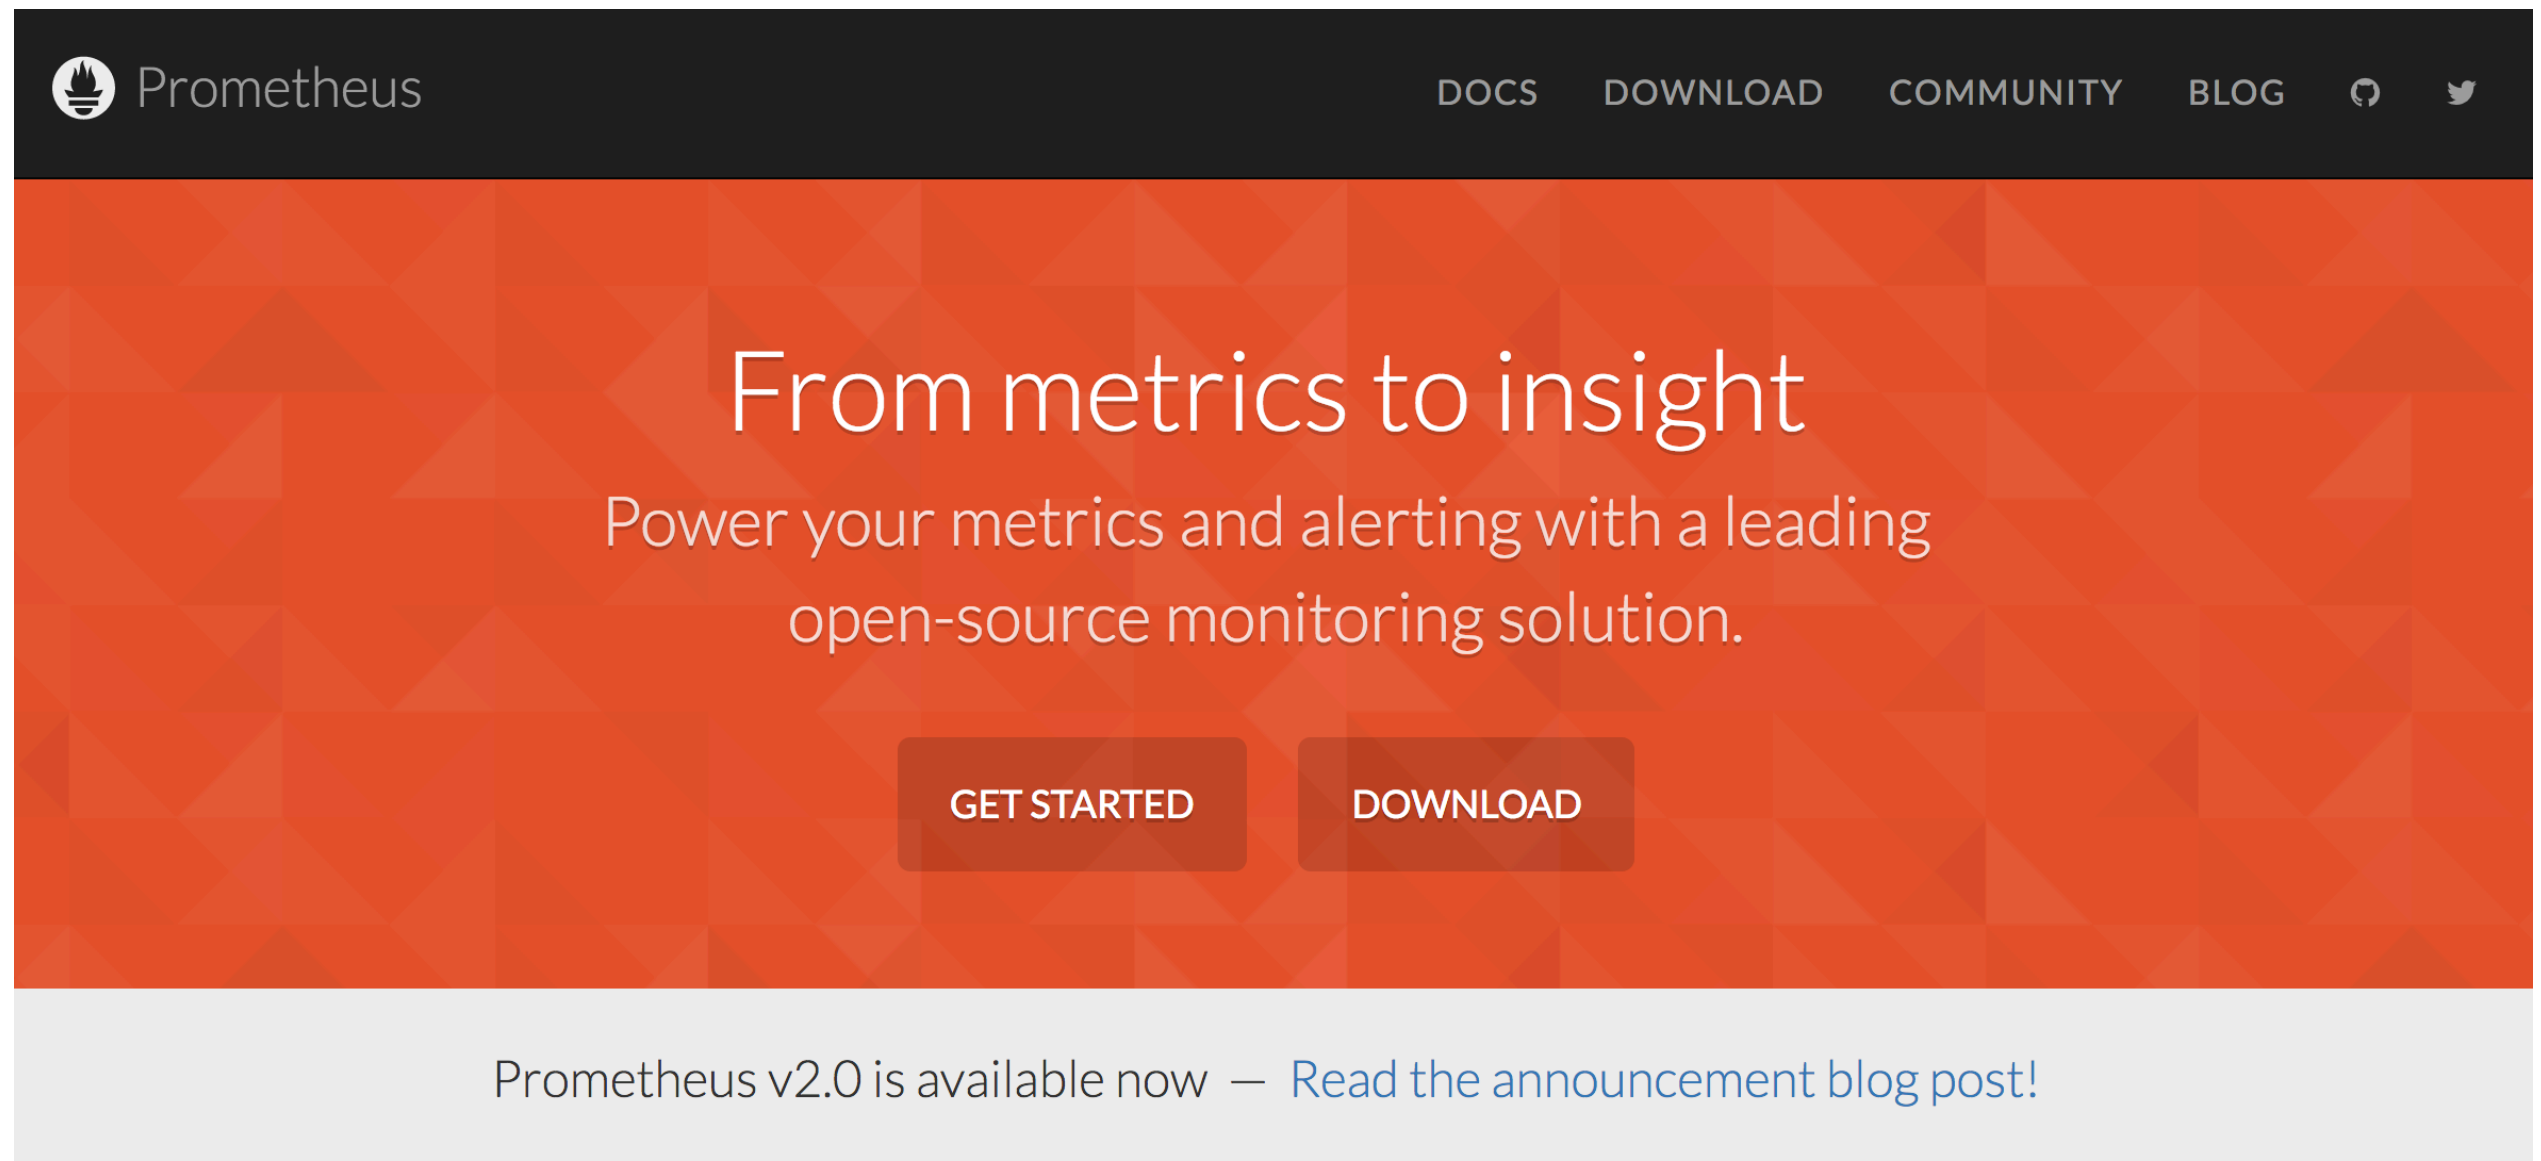 Prometheus
DOCS DOWNLOAD COMMUNITY BLOG
From metrics to insight
Power your metrics and alerting with a leading
open-source monitoring solution.
GET STARTED DOWNLOAD
Prometheus v2.0 is available now — Read the announcement blog post!